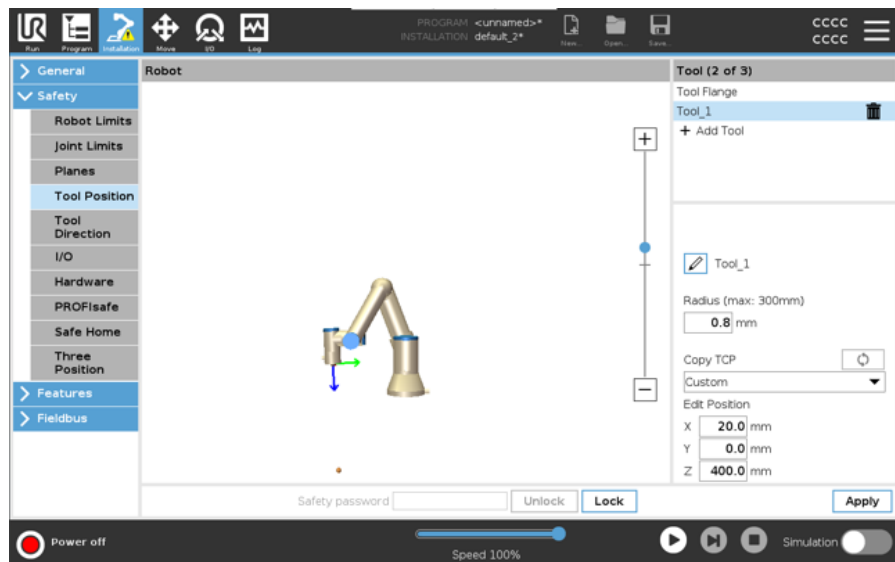 PROGRAM <unnamed>*
INSTALLATION default_2*
CCCC
CCCC
Run Program Installation Move I/O Log New... Open... Save...
General
Safety
Robot Limits
Joint Limits
Planes
Tool Position
Tool
Direction
I/O
Hardware
PROFIsafe
Safe Home
Three
Position
Features
Fieldbus
Robot
Safety password
Unlock
Lock
Tool (2 of 3)
Tool Flange
Tool_1
+ Add Tool
Tool_1
Radius (max: 300mm)
0.8 mm
Copy TCP
Custom
Edit Position
X 20.0 mm
Y 0.0 mm
Z 400.0 mm
Apply
Power off
Speed 100%
Simulation